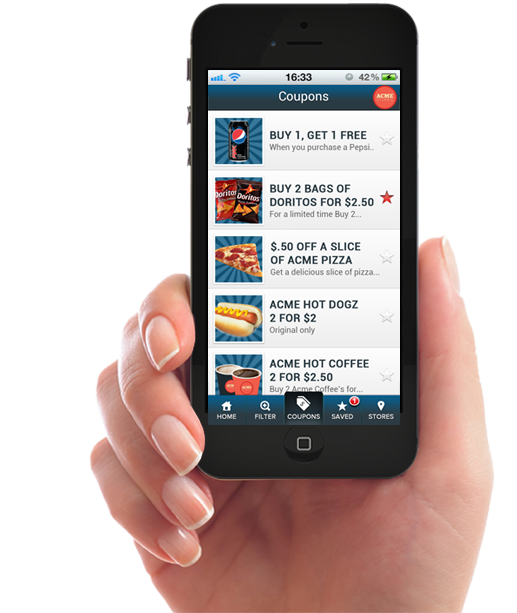 16:33
42%
Coupons
ACME
BUY 1, GET 1 FREE
When you purchase a Pepsi..
Doritos
Doritos
BUY 2 BAGS OF
DORITOS FOR $2.50
For a limited time Buy 2...
$.50 OFF A SLICE
OF ACME PIZZA
Get a delicious slice of pizza...
ACME HOT DOGZ
2 FOR $2
Original only
ACME
ACME HOT COFFEE
2 FOR $2.50
Buy 2 Acme Coffee's for...
1
HOME
FILTER
COUPONS
SAVED
STORES